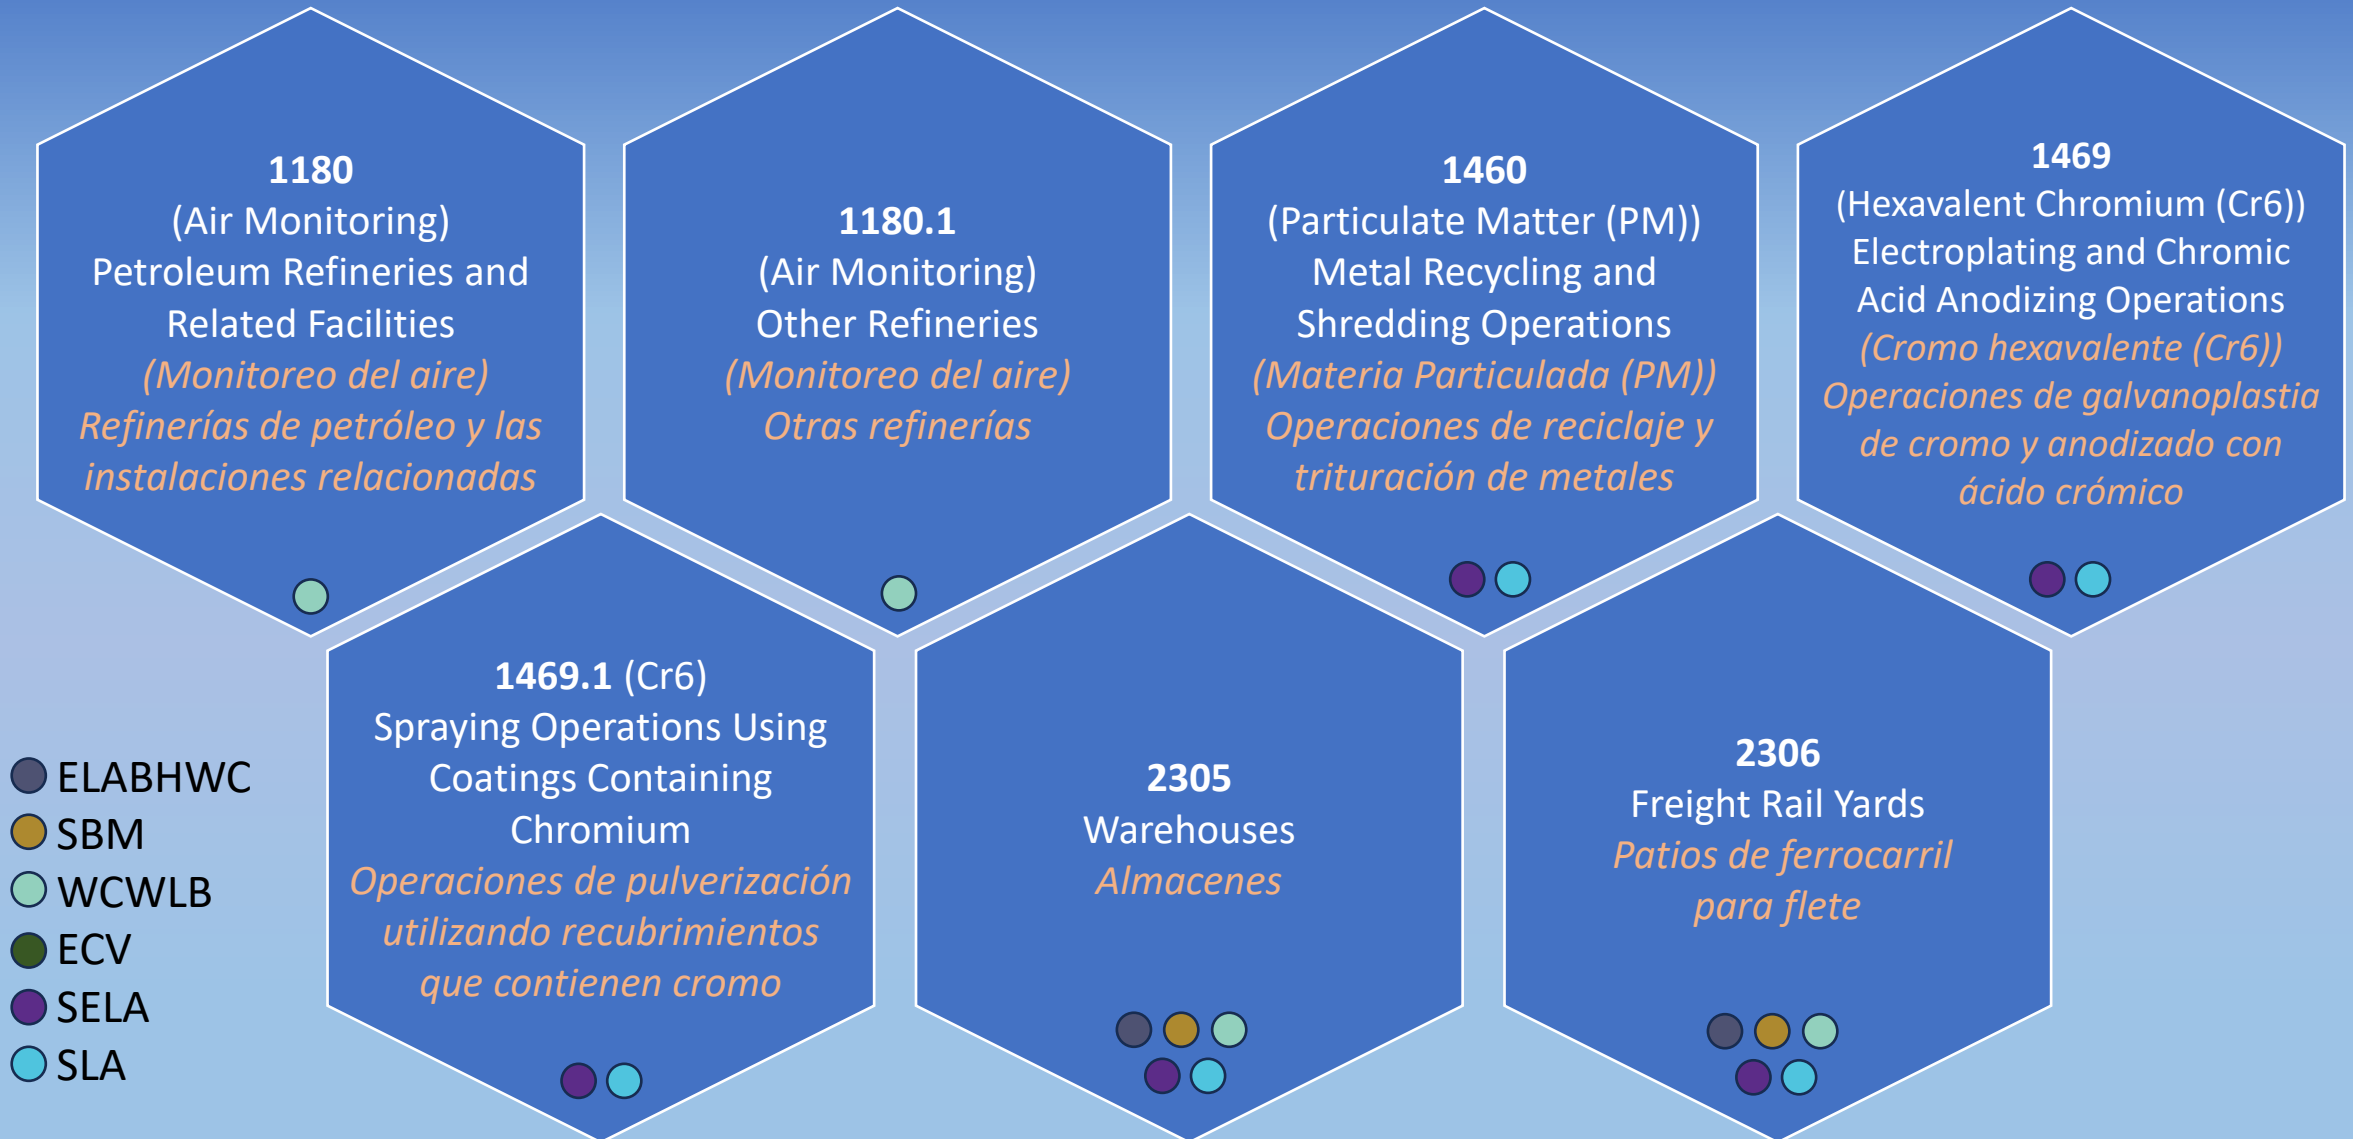 1180
(Air Monitoring)
Petroleum Refineries and
Related Facilities
(Monitoreo del aire)
Refinerías de petróleo y las
instalaciones relacionadas
1180.1
(Air Monitoring)
Other Refineries
(Monitoreo del aire)
Otras refinerías
1460
(Particulate Matter (PM))
Metal Recycling and
Shredding Operations
(Materia Particulada (PM))
Operaciones de reciclaje y
trituración de metales
1469
(Hexavalent Chromium (Cr6))
Electroplating and Chromic
Acid Anodizing Operations
(Cromo hexavalente (Cr6))
Operaciones de galvanoplastia
de cromo y anodizado con
ácido crómico
1469.1 (Cr6)
Spraying Operations Using
Coatings Containing
Chromium
Operaciones de pulverización
utilizando recubrimientos
que contienen cromo
2305
Warehouses
Almacenes
2306
Freight Rail Yards
Patios de ferrocarril
para flete
ELABHWC
SBM
WCWLB
ECV
SELA
SLA